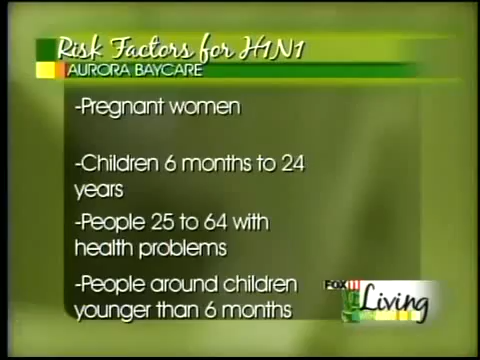 Risk Factors for H1N1
AURORA BAYCARE
-Pregnant women
-Children 6 months to 24
years
-People 25 to 64 with
health problems
-People around children
younger than 6 months
FOX 11
Living